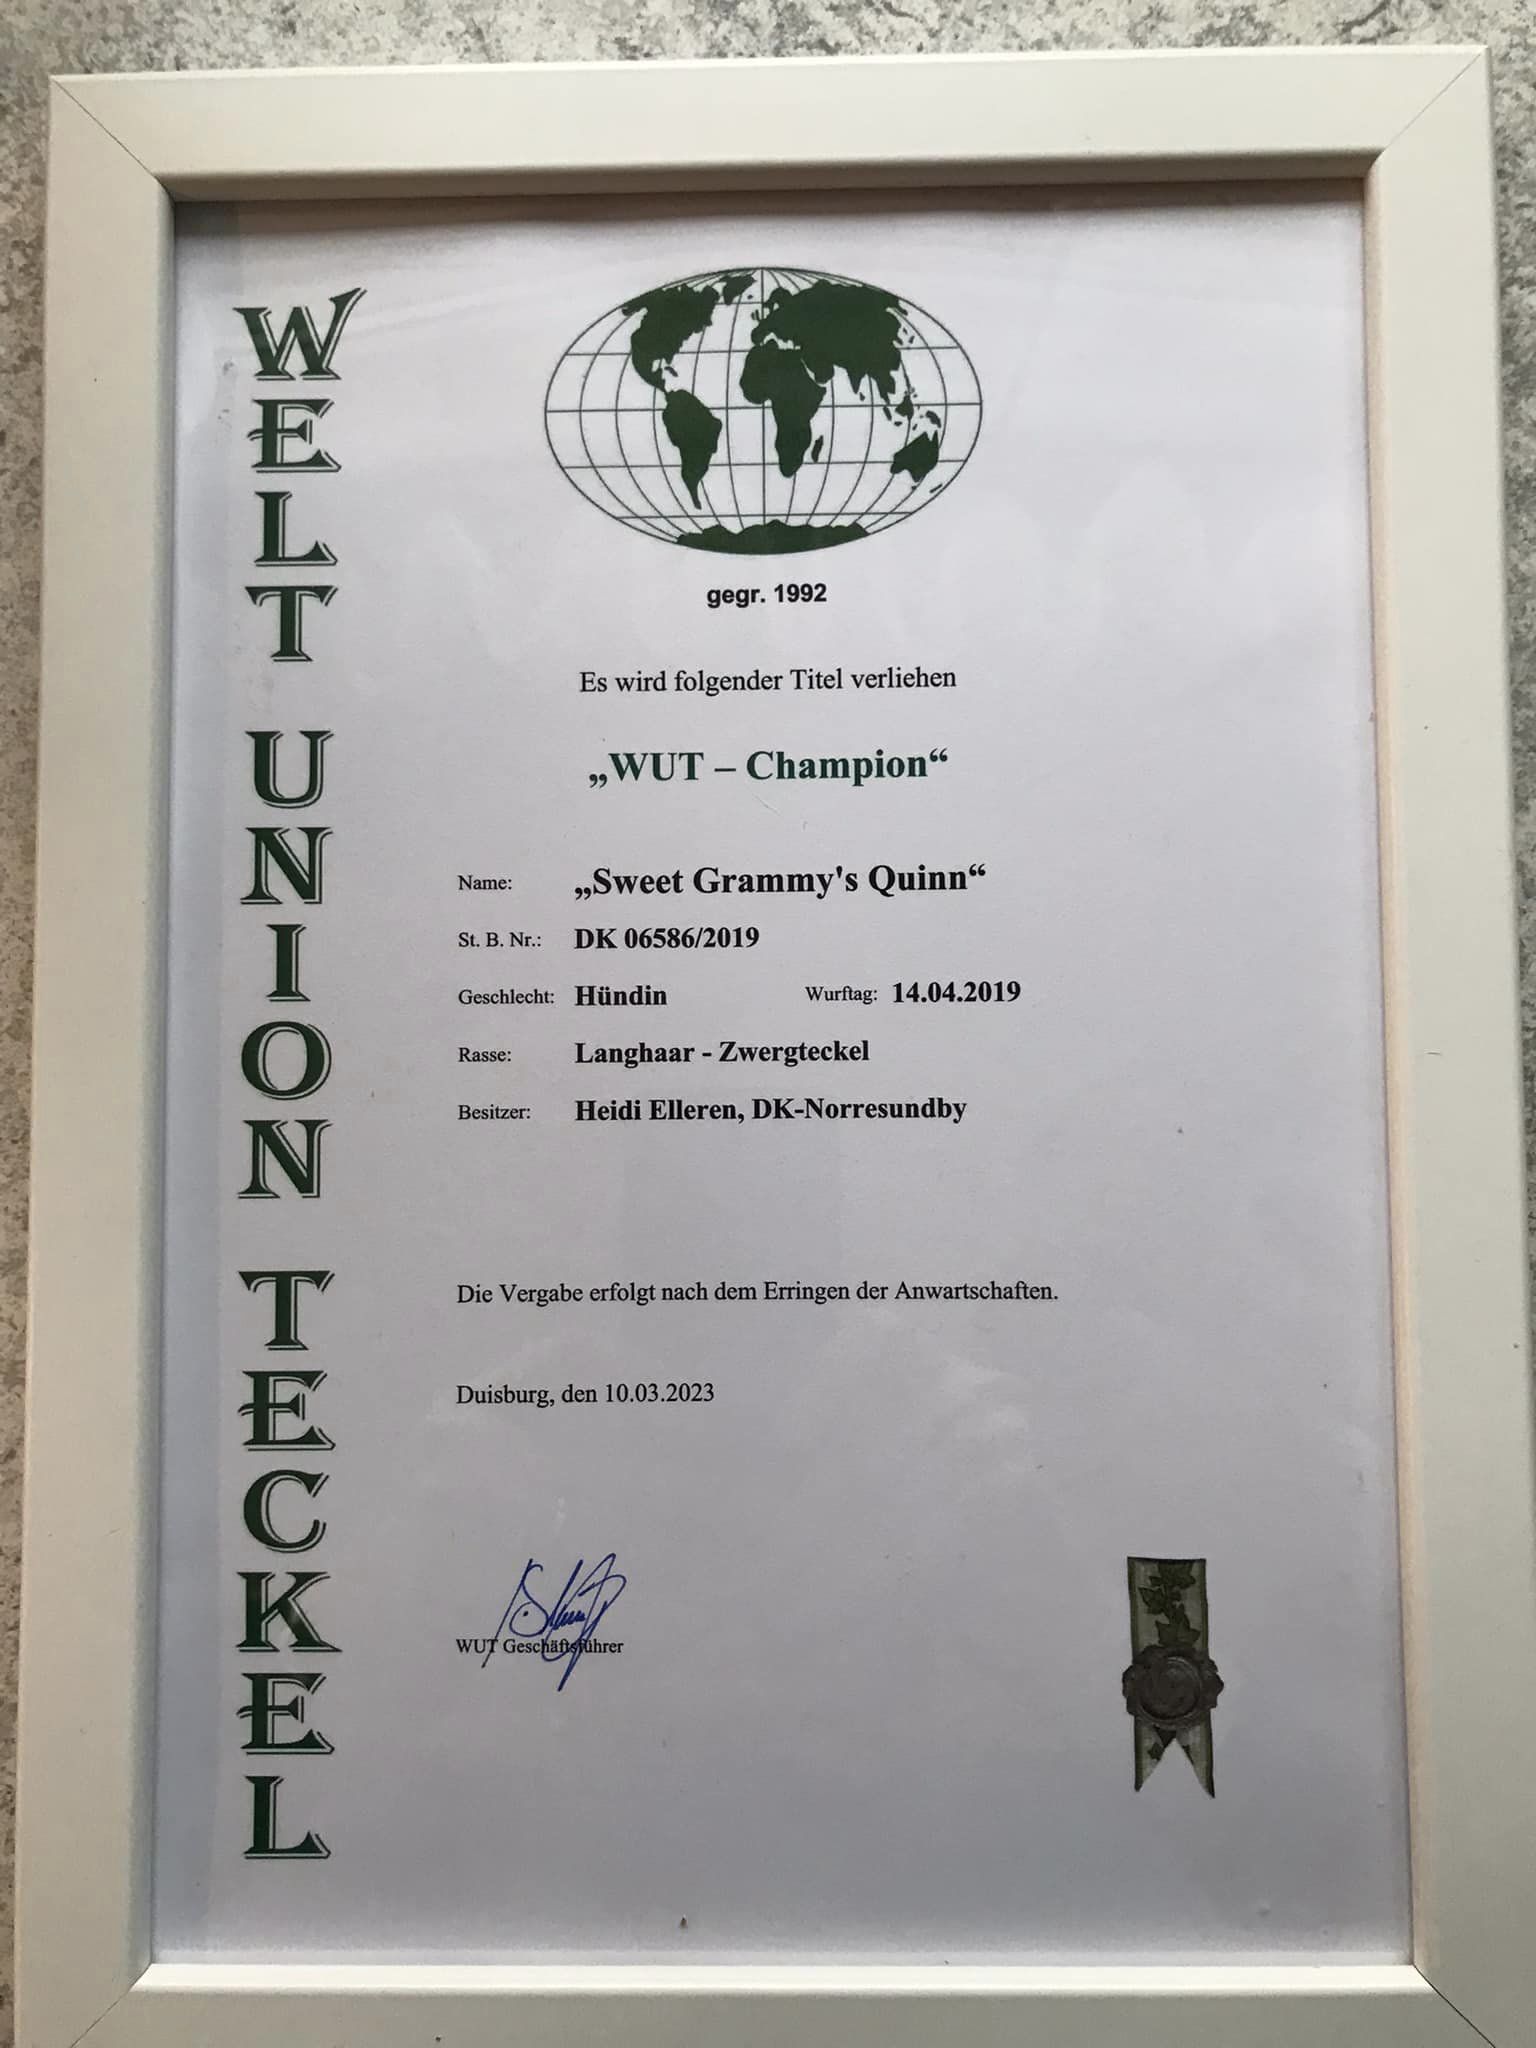 WELT UNION TECKEL
gegr. 1992
Es wird folgender Titel verliehen
„WUT – Champion“
Name: „Sweet Grammy's Quinn“
St. B. Nr.: DK 06586/2019
Geschlecht: Hündin Wurftag: 14.04.2019
Rasse: Langhaar - Zwergteckel
Besitzer: Heidi Elleren, DK-Norresundby
Die Vergabe erfolgt nach dem Erringen der Anwartschaften.
Duisburg, den 10.03.2023
WUT Geschäftsführer